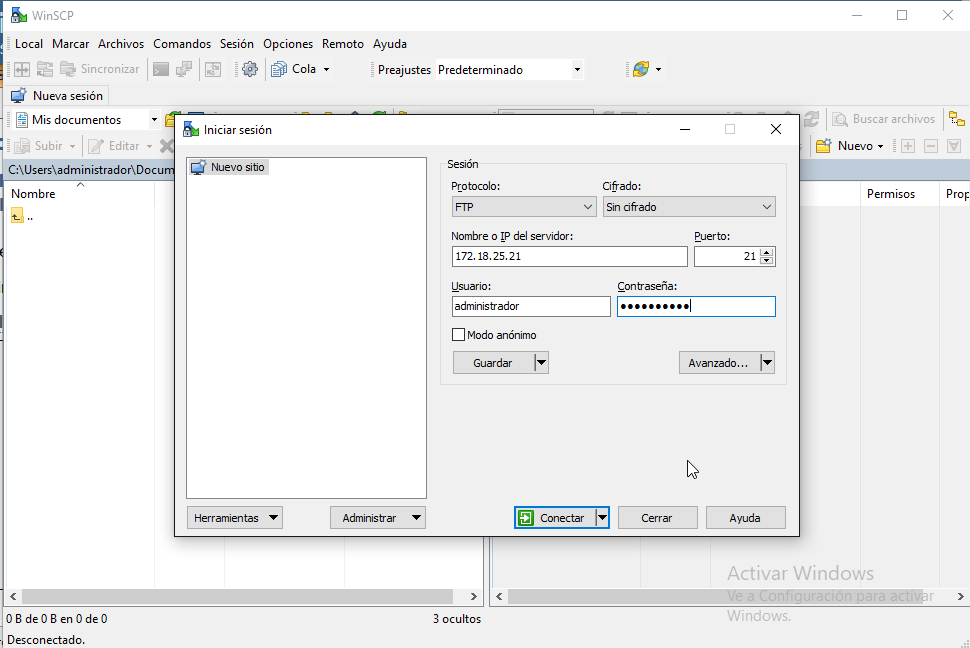 WinSCP
Local Marcar Archivos Comandos Sesión Opciones Remoto Ayuda
Sincronizar Cola Preajustes Predeterminado
Nueva sesión
Mis documentos Buscar archivos
Subir Editar Nuevo
C:\Users\administrador\Docum
Nombre Permisos Prop
..
Iniciar sesión
Nuevo sitio
Sesión
Protocolo: Cifrado:
FTP Sin cifrado
Nombre o IP del servidor: Puerto:
172.18.25.21 21
Usuario: Contraseña:
administrador ●●●●●●●●●●
Modo anónimo
Guardar Avanzado...
Herramientas Administrar Conectar Cerrar Ayuda
Activar Windows
Ve a Configuración para activar
Windows.
0 B de 0 B en 0 de 0 3 ocultos
Desconectado.